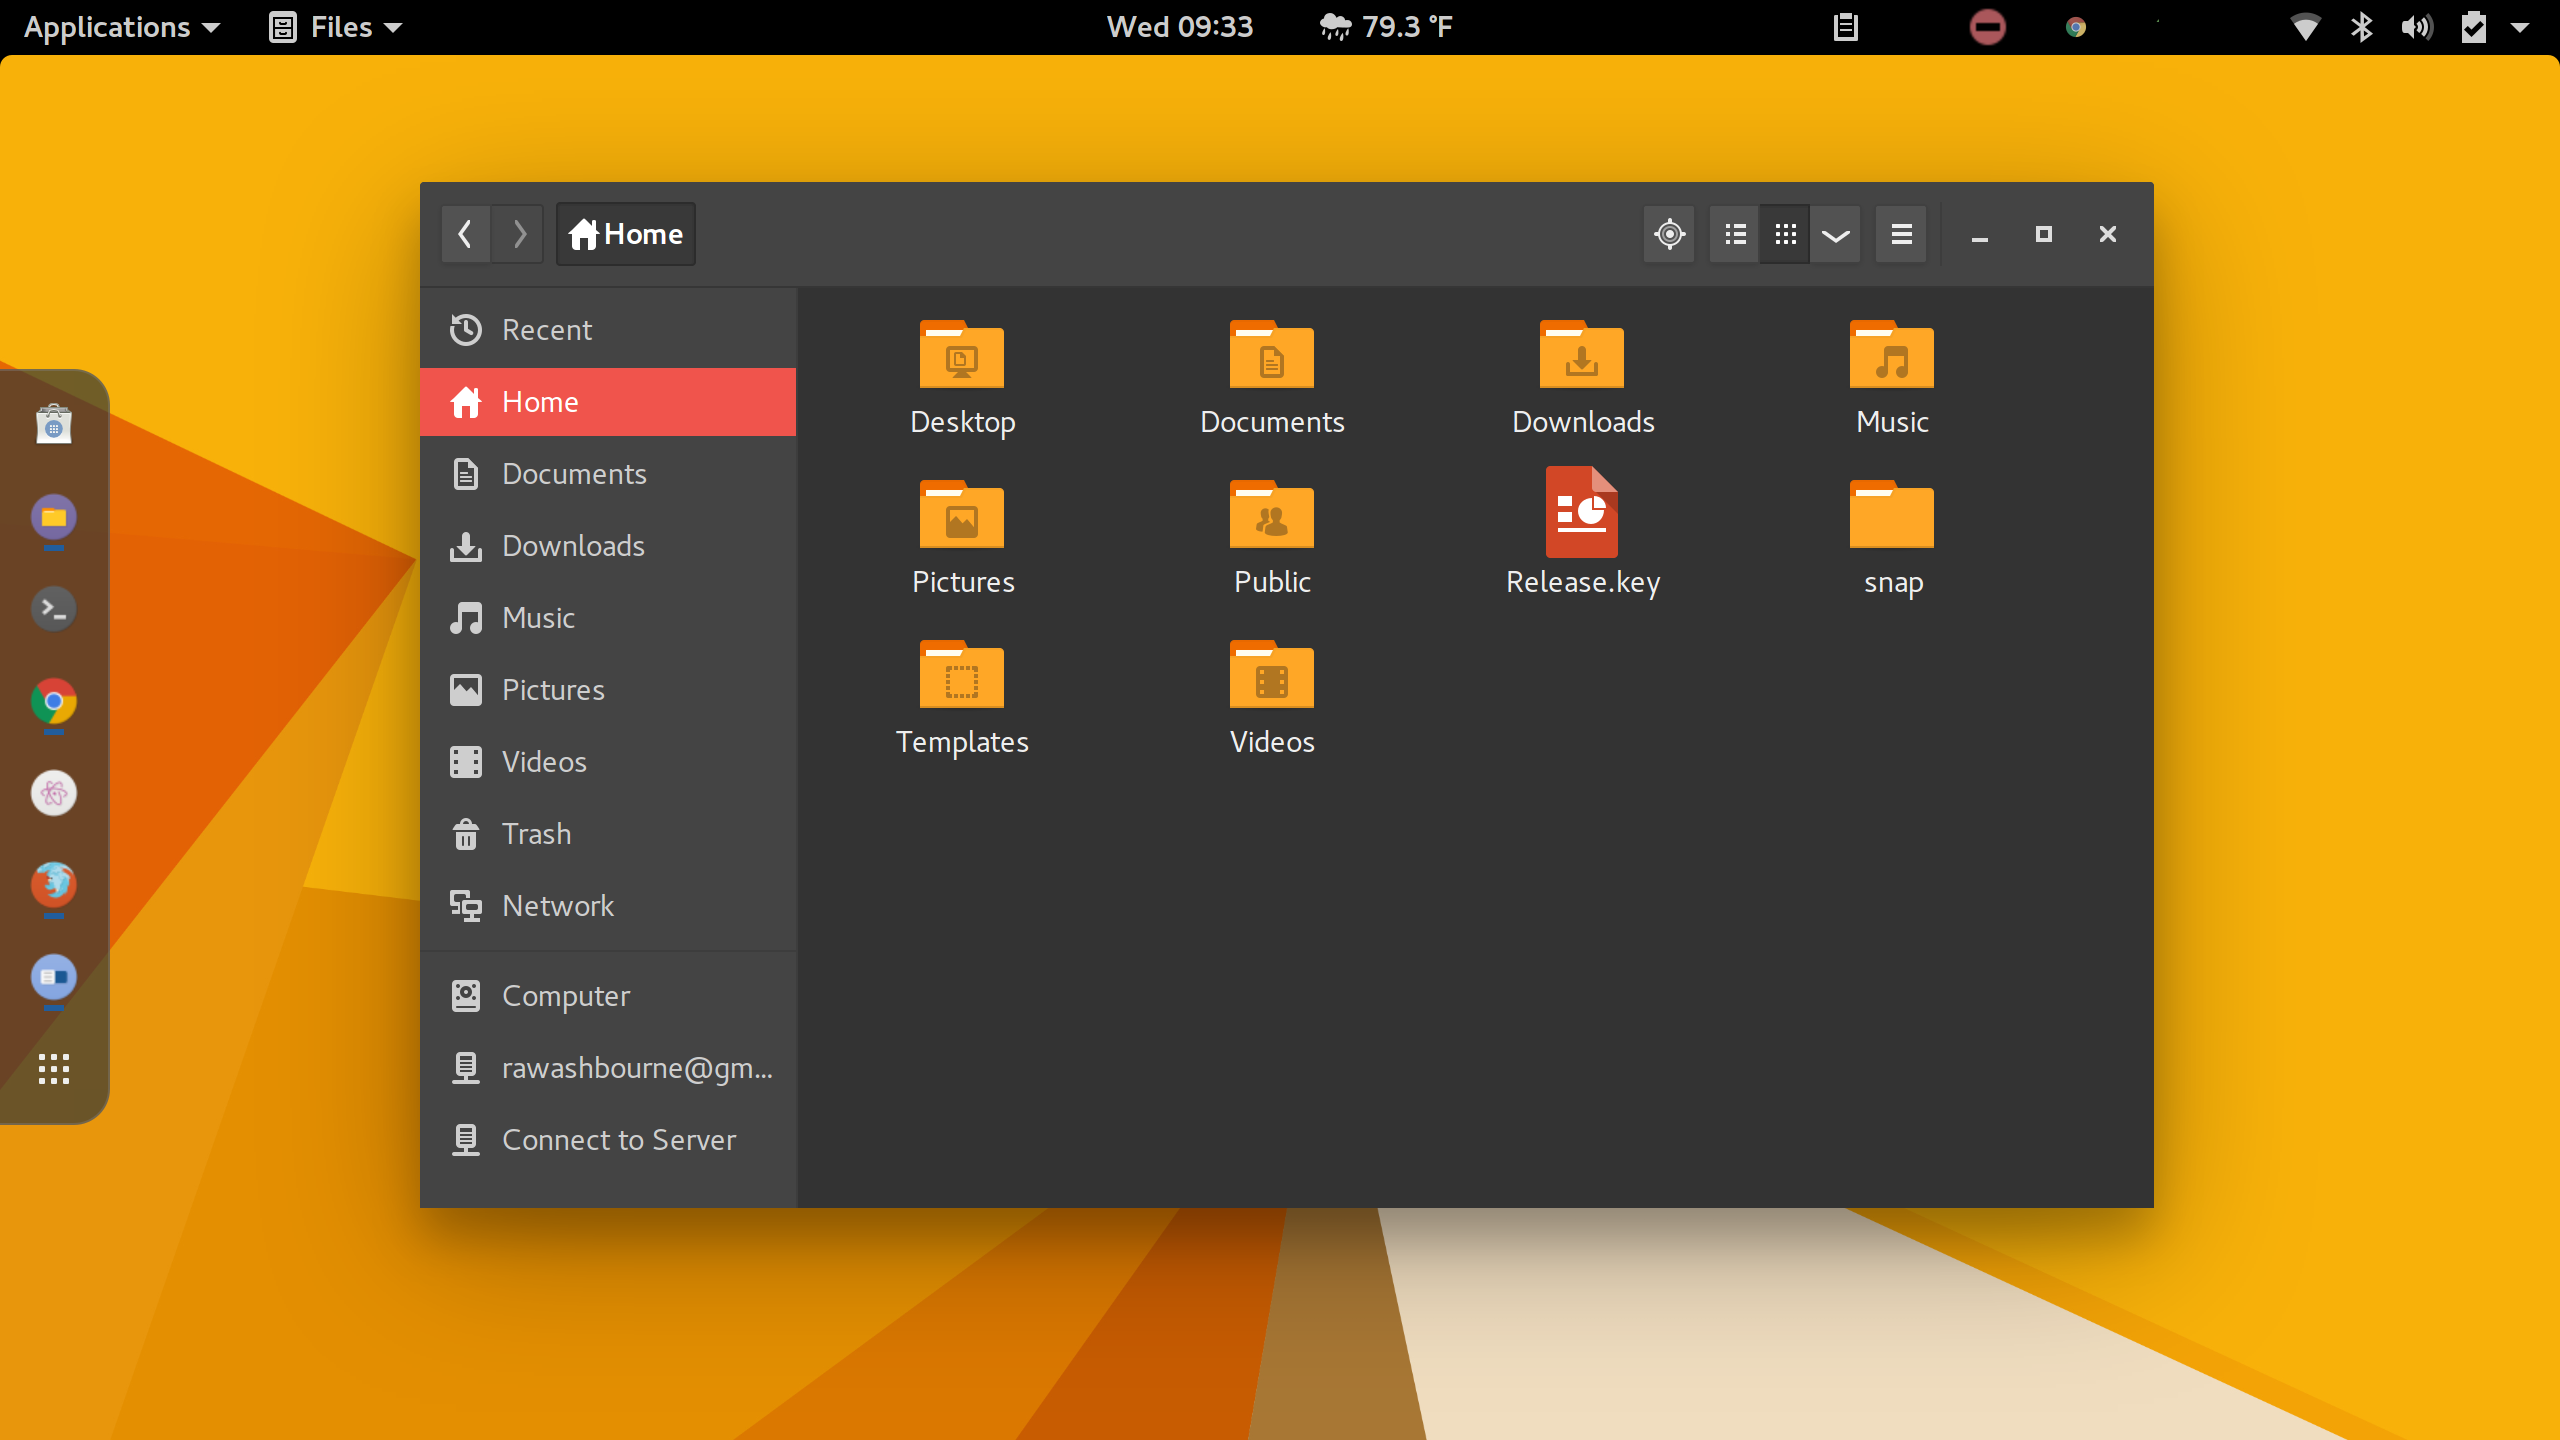 Applications
Files
Wed 09:33
79.3 °F
Home
Recent
Home
Documents
Downloads
Music
Pictures
Videos
Trash
Network
Computer
rawashbourne@gm...
Connect to Server
Desktop
Documents
Downloads
Music
Pictures
Public
Release.key
snap
Templates
Videos